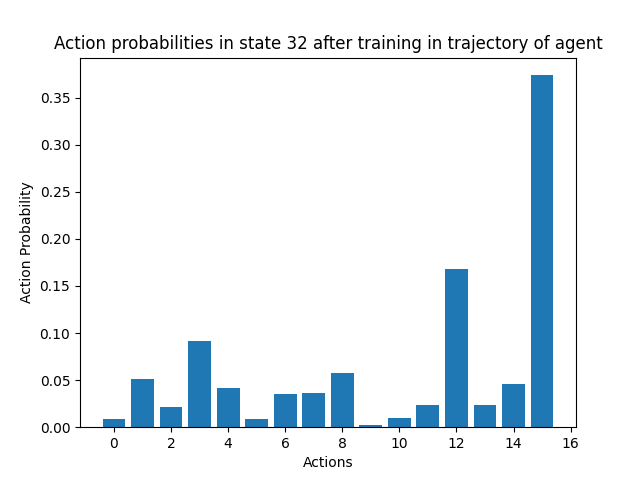 Action probabilities in state 32 after training in trajectory of agent
Action Probability
0.35
0.30
0.25
0.20
0.15
0.10
0.05
0.00
0 2 4 6 8 10 12 14 16
Actions